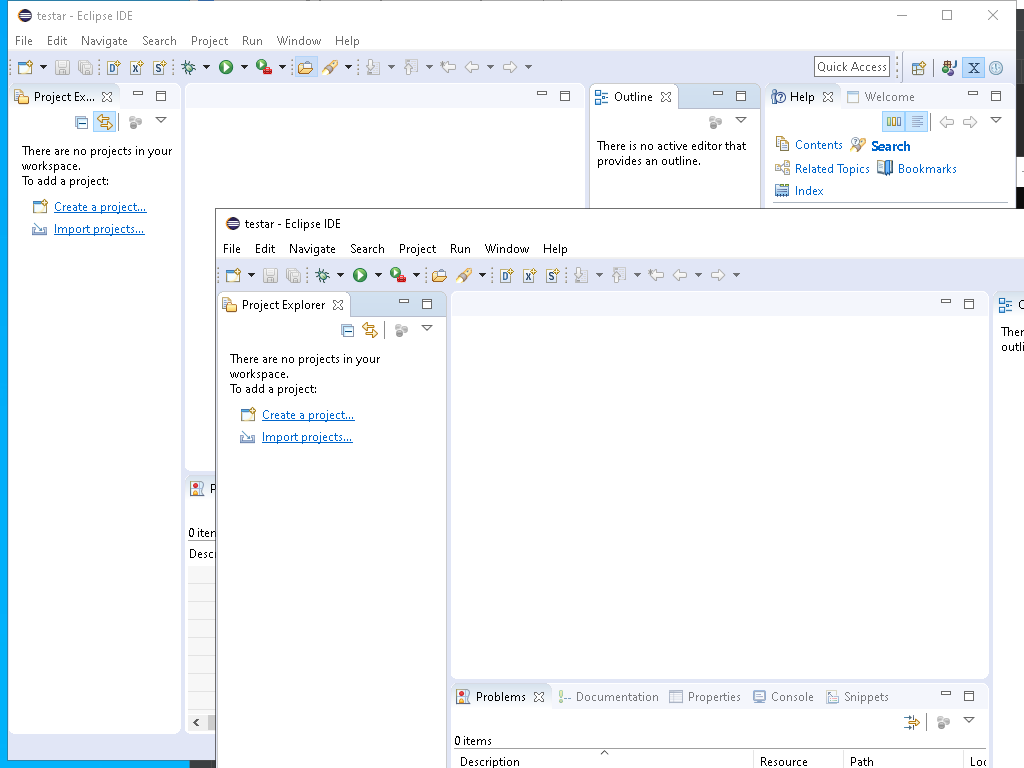 testar - Eclipse IDE
File Edit Navigate Search Project Run Window Help
Quick Access
Project Ex...
Outline
Help
Welcome
There are no projects in your
workspace.
To add a project:
Create a project...
Import projects...
There is no active editor that
provides an outline.
Contents
Search
Related Topics
Bookmarks
Index
0 item
Descr
testar - Eclipse IDE
File Edit Navigate Search Project Run Window Help
Project Explorer
There are no projects in your
workspace.
To add a project:
Create a project...
Import projects...
Ther
outli
Problems Documentation Properties Console Snippets
0 items
Description Resource Path Loc